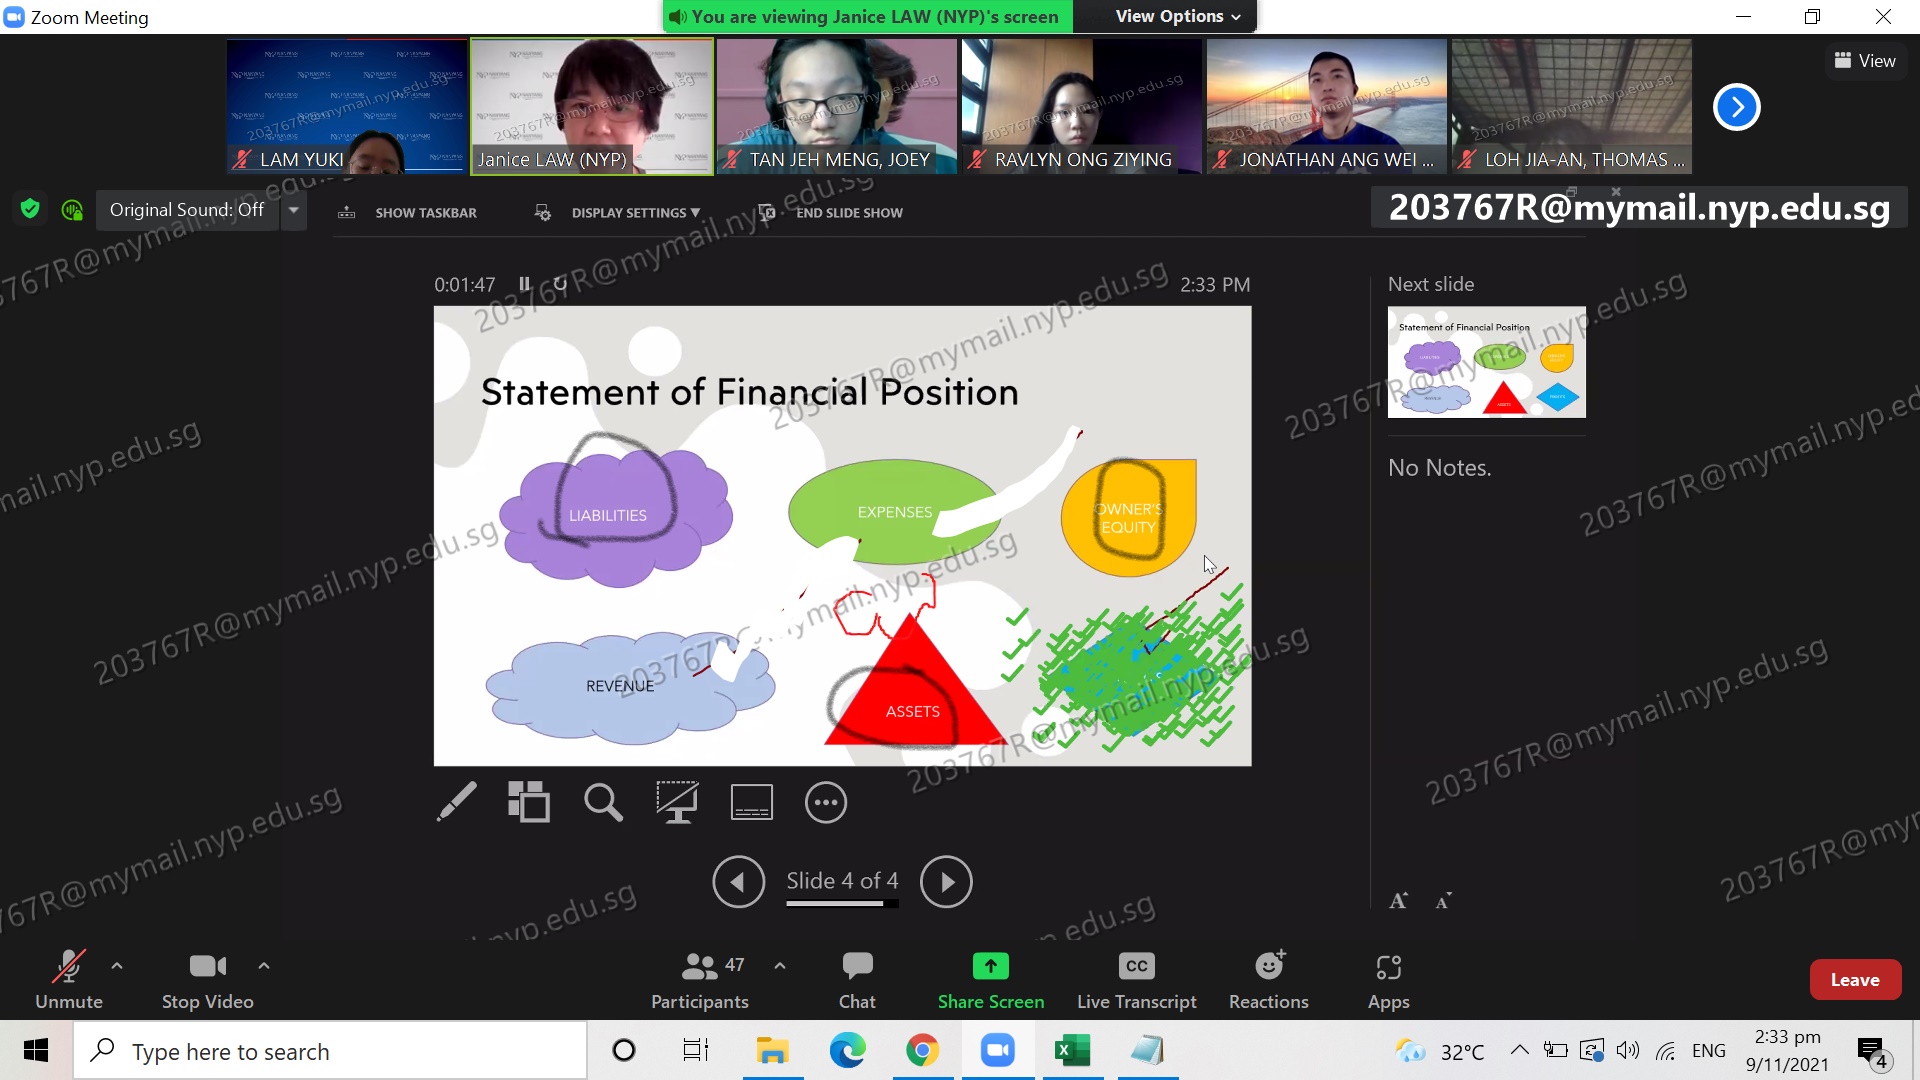 Zoom Meeting
You are viewing Janice LAW (NYP)'s screen
View Options
View
LAM YUKI
Janice LAW (NYP)
TAN JEH MENG, JOEY
RAVLYN ONG ZIYING
JONATHAN ANG WEI ...
LOH JIA-AN, THOMAS ...
Original Sound: Off
SHOW TASKBAR
DISPLAY SETTINGS
END SLIDE SHOW
203767R@mymail.nyp.edu.sg
0:01:47
2:33 PM
Next slide
Statement of Financial Position
Statement of Financial Position
LIABILITIES
EXPENSES
OWNER'S
EQUITY
REVENUE
ASSETS
No Notes.
Slide 4 of 4
Unmute
Stop Video
47
Participants
Chat
Share Screen
CC
Live Transcript
Reactions
Apps
Leave
Type here to search
32°C
ENG
2:33 pm
9/11/2021
4